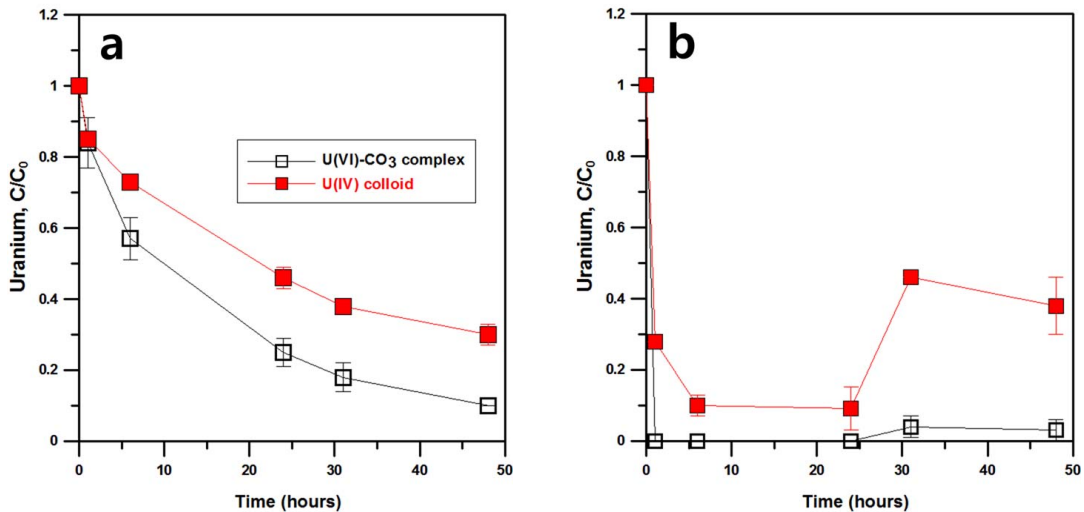 a
1.2
1
0.8
0.6
0.4
0.2
0
Uranium, C/C₀
U(VI)-CO₃ complex
U(IV) colloid
0 10 20 30 40 50
Time (hours)
b
1.2
1
0.8
0.6
0.4
0.2
0
Uranium, C/C₀
0 10 20 30 40 50
Time (hours)